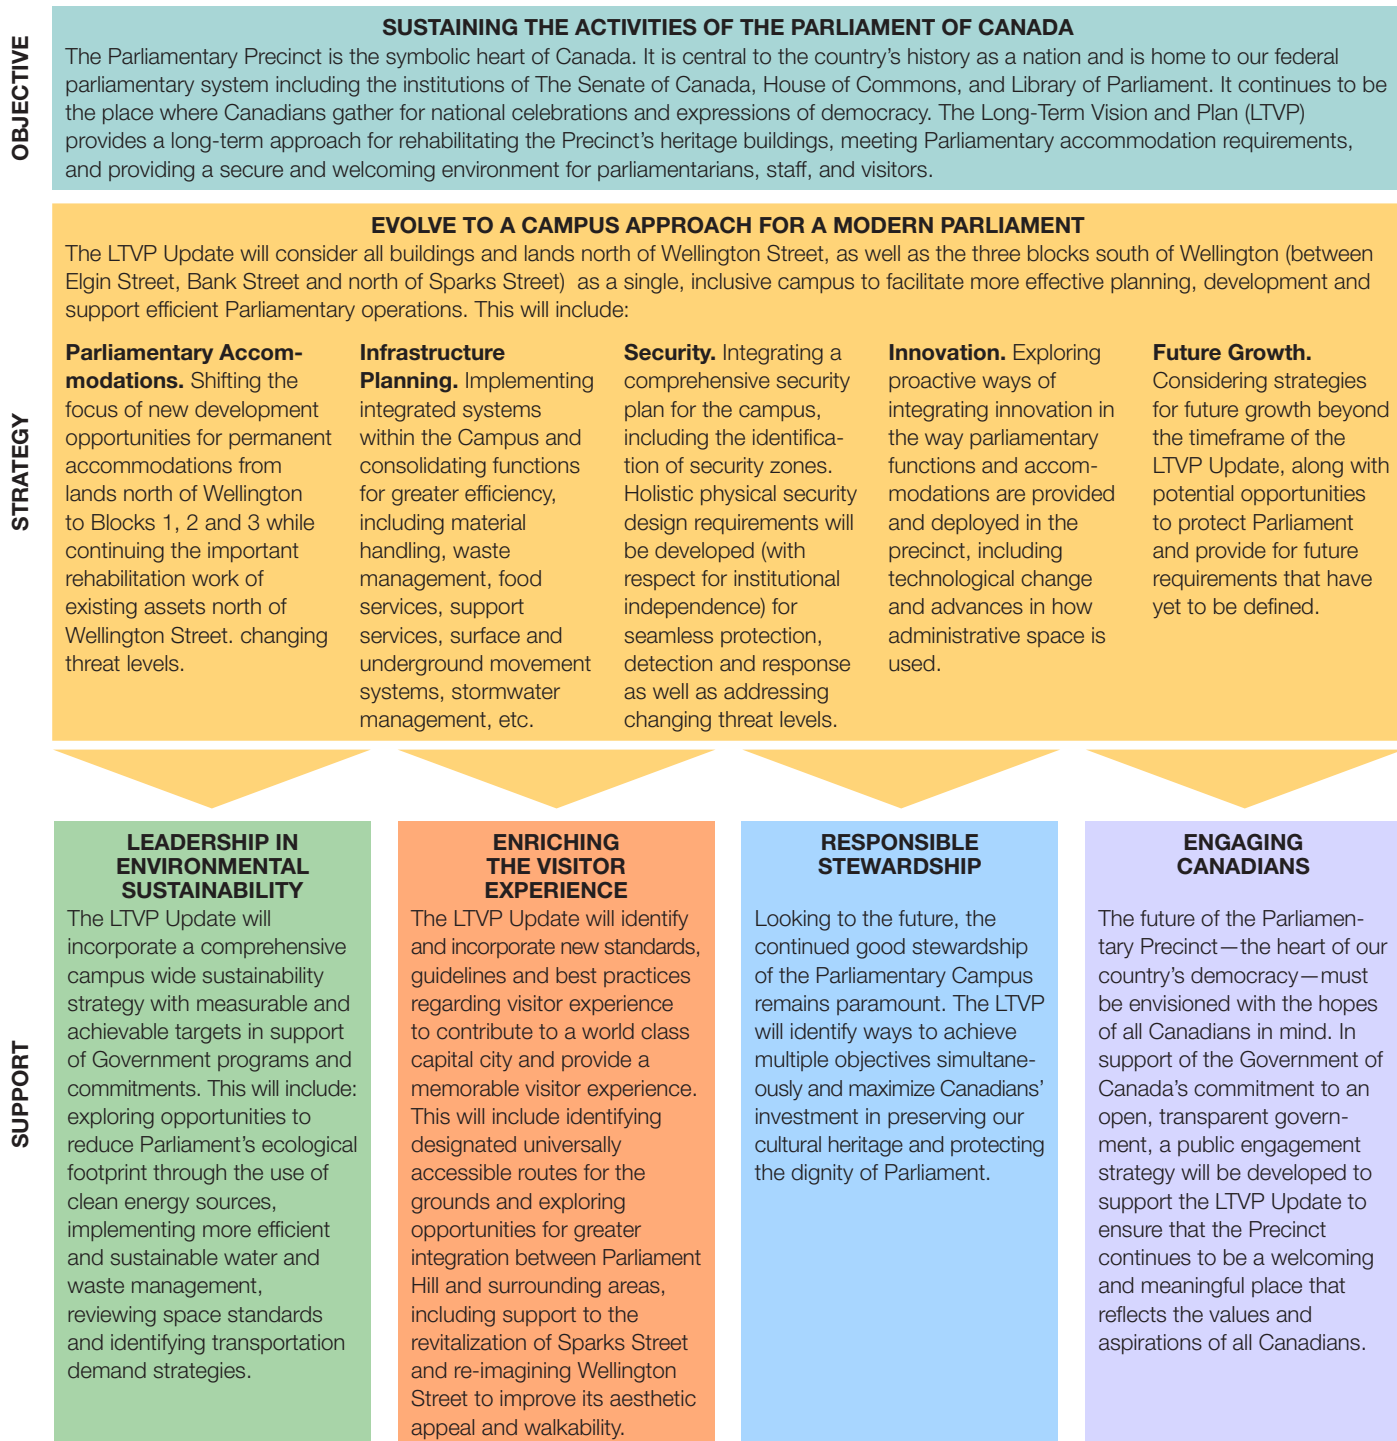 OBJECTIVE
SUSTAINING THE ACTIVITIES OF THE PARLIAMENT OF CANADA
The Parliamentary Precinct is the symbolic heart of Canada. It is central to the country's history as a nation and is home to our federal
parliamentary system including the institutions of The Senate of Canada, House of Commons, and Library of Parliament. It continues to be
the place where Canadians gather for national celebrations and expressions of democracy. The Long-Term Vision and Plan (LTVP)
provides a long-term approach for rehabilitating the Precinct's heritage buildings, meeting Parliamentary accommodation requirements,
and providing a secure and welcoming environment for parliamentarians, staff, and visitors.
STRATEGY
EVOLVE TO A CAMPUS APPROACH FOR A MODERN PARLIAMENT
The LTVP Update will consider all buildings and lands north of Wellington Street, as well as the three blocks south of Wellington (between
Elgin Street, Bank Street and north of Sparks Street)  as a single, inclusive campus to facilitate more effective planning, development and
support efficient Parliamentary operations. This will include:
Parliamentary Accom-
modations. Shifting the
focus of new development
opportunities for permanent
accommodations from
lands north of Wellington
to Blocks 1, 2 and 3 while
continuing the important
rehabilitation work of
existing assets north of
Wellington Street. changing
threat levels.
Infrastructure
Planning. Implementing
integrated systems
within the Campus and
consolidating functions
for greater efficiency,
including material
handling, waste
management, food
services, support
services, surface and
underground movement
systems, stormwater
management, etc.
Security. Integrating a
comprehensive security
plan for the campus,
including the identifica-
tion of security zones.
Holistic physical security
design requirements will
be developed (with
respect for institutional
independence) for
seamless protection,
detection and response
as well as addressing
changing threat levels.
Innovation. Exploring
proactive ways of
integrating innovation in
the way parliamentary
functions and accom-
modations are provided
and deployed in the
precinct, including
technological change
and advances in how
administrative space is
used.
Future Growth.
Considering strategies
for future growth beyond
the timeframe of the
LTVP Update, along with
potential opportunities
to protect Parliament
and provide for future
requirements that have
yet to be defined.
SUPPORT
LEADERSHIP IN
ENVIRONMENTAL
SUSTAINABILITY
The LTVP Update will
incorporate a comprehensive
campus wide sustainability
strategy with measurable and
achievable targets in support
of Government programs and
commitments. This will include:
exploring opportunities to
reduce Parliament's ecological
footprint through the use of
clean energy sources,
implementing more efficient
and sustainable water and
waste management,
reviewing space standards
and identifying transportation
demand strategies.
ENRICHING
THE VISITOR
EXPERIENCE
The LTVP Update will identify
and incorporate new standards,
guidelines and best practices
regarding visitor experience
to contribute to a world class
capital city and provide a
memorable visitor experience.
This will include identifying
designated universally
accessible routes for the
grounds and exploring
opportunities for greater
integration between Parliament
Hill and surrounding areas,
including support to the
revitalization of Sparks Street
and re-imagining Wellington
Street to improve its aesthetic
appeal and walkability.
RESPONSIBLE
STEWARDSHIP
Looking to the future, the
continued good stewardship
of the Parliamentary Campus
remains paramount. The LTVP
will identify ways to achieve
multiple objectives simultane-
ously and maximize Canadians'
investment in preserving our
cultural heritage and protecting
the dignity of Parliament.
ENGAGING
CANADIANS
The future of the Parliamen-
tary Precinct—the heart of our
country's democracy—must
be envisioned with the hopes
of all Canadians in mind. In
support of the Government of
Canada's commitment to an
open, transparent govern-
ment, a public engagement
strategy will be developed to
support the LTVP Update to
ensure that the Precinct
continues to be a welcoming
and meaningful place that
reflects the values and
aspirations of all Canadians.